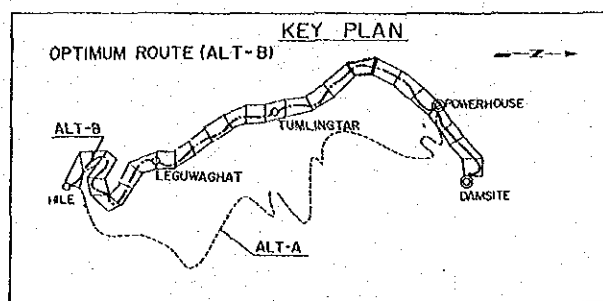 KEY PLAN
OPTIMUM ROUTE (ALT-B)
N
POWERHOUSE
TUMLINGTAR
ALT-B
LEGUWAGHAT
HILE
DAMSITE
ALT-A